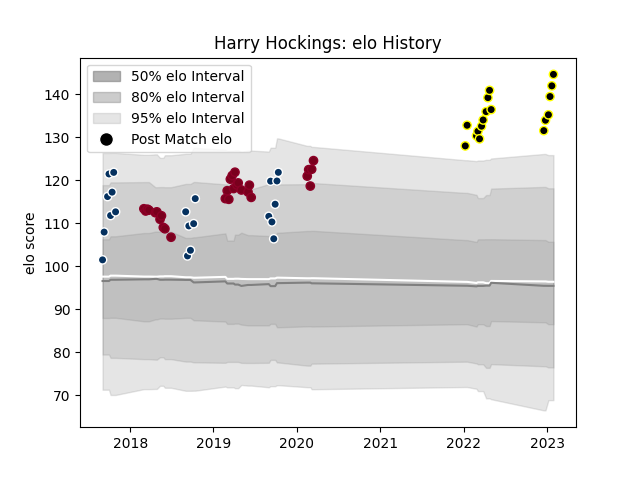 Harry Hockings: elo History
50% elo Interval
80% elo Interval
95% elo Interval
Post Match elo
elo score
140
130
120
110
100
90
80
70
2018 2019 2020 2021 2022 2023